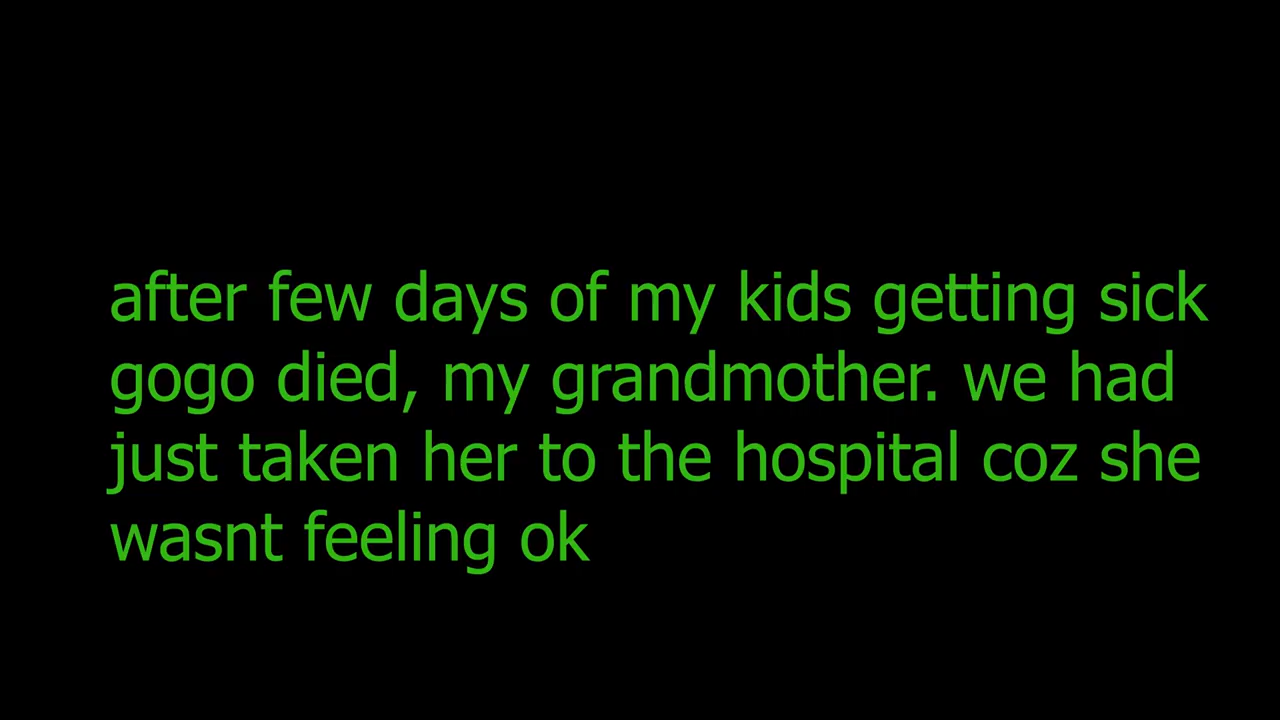 after few days of my kids getting sick
gogo died, my grandmother. we had
just taken her to the hospital coz she
wasnt feeling ok